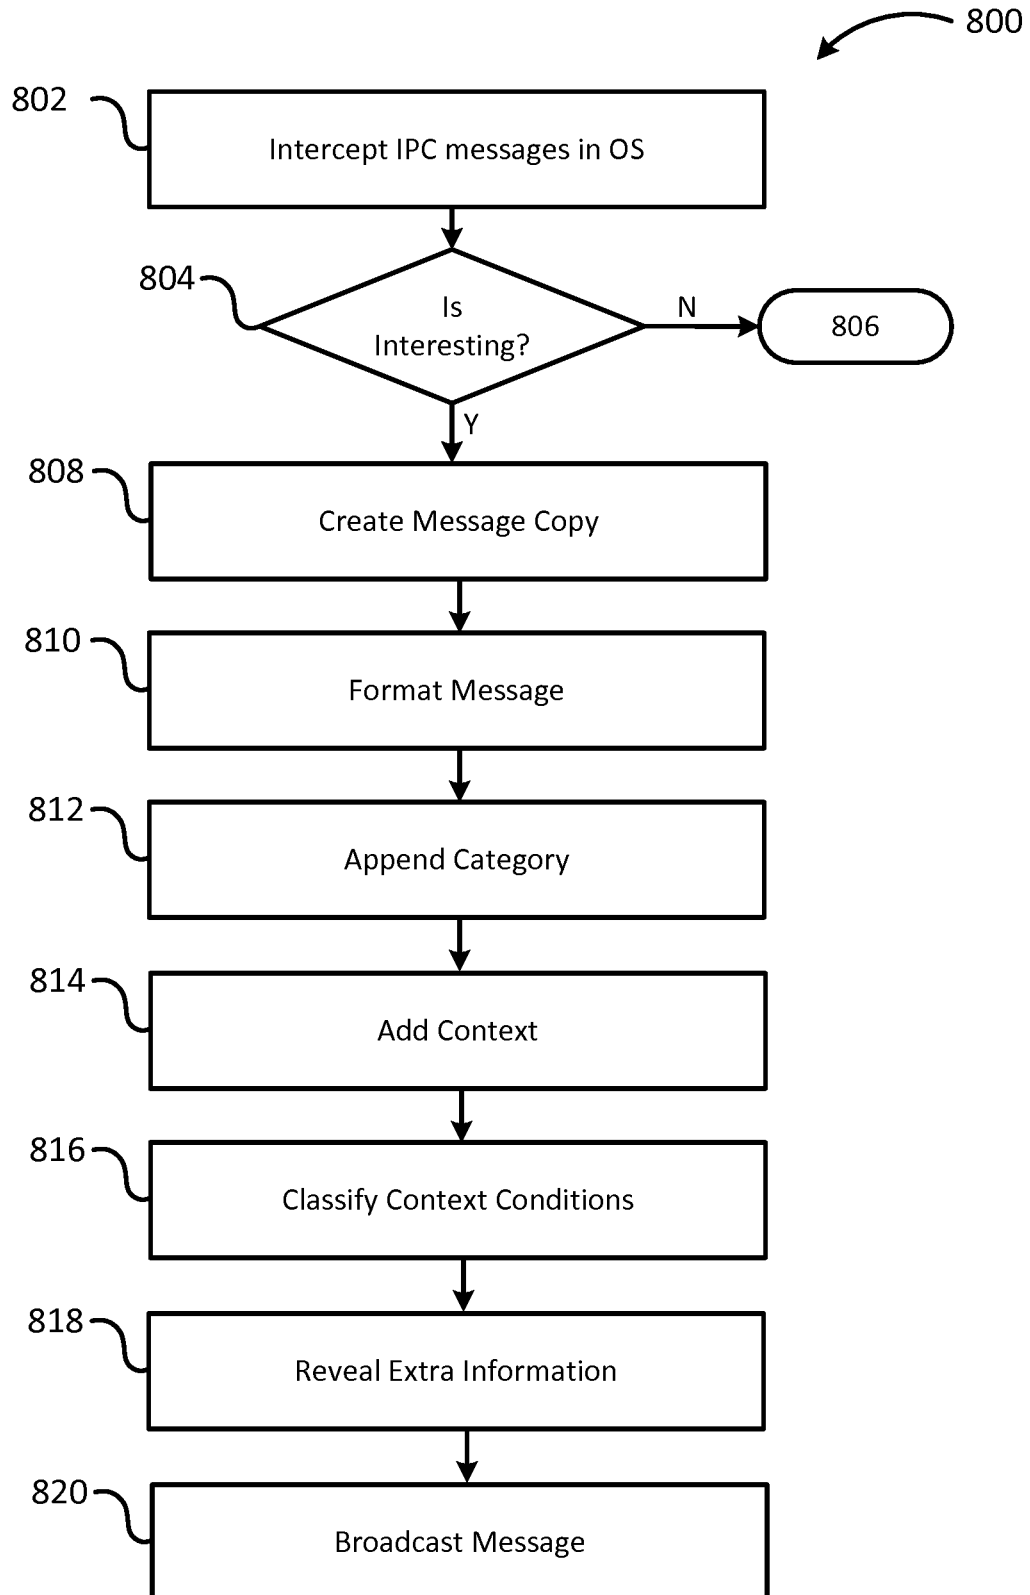 800
802
Intercept IPC messages in OS
804
Is
Interesting?
N
806
Y
808
Create Message Copy
810
Format Message
812
Append Category
814
Add Context
816
Classify Context Conditions
818
Reveal Extra Information
820
Broadcast Message